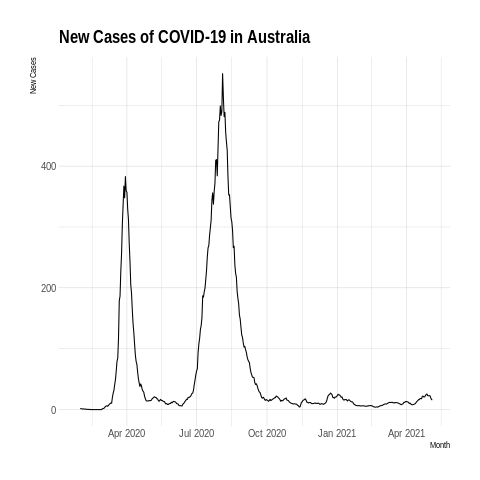 New Cases of COVID-19 in Australia
New Cases
400
200
0
Apr 2020 Jul 2020 Oct 2020 Jan 2021 Apr 2021
Month